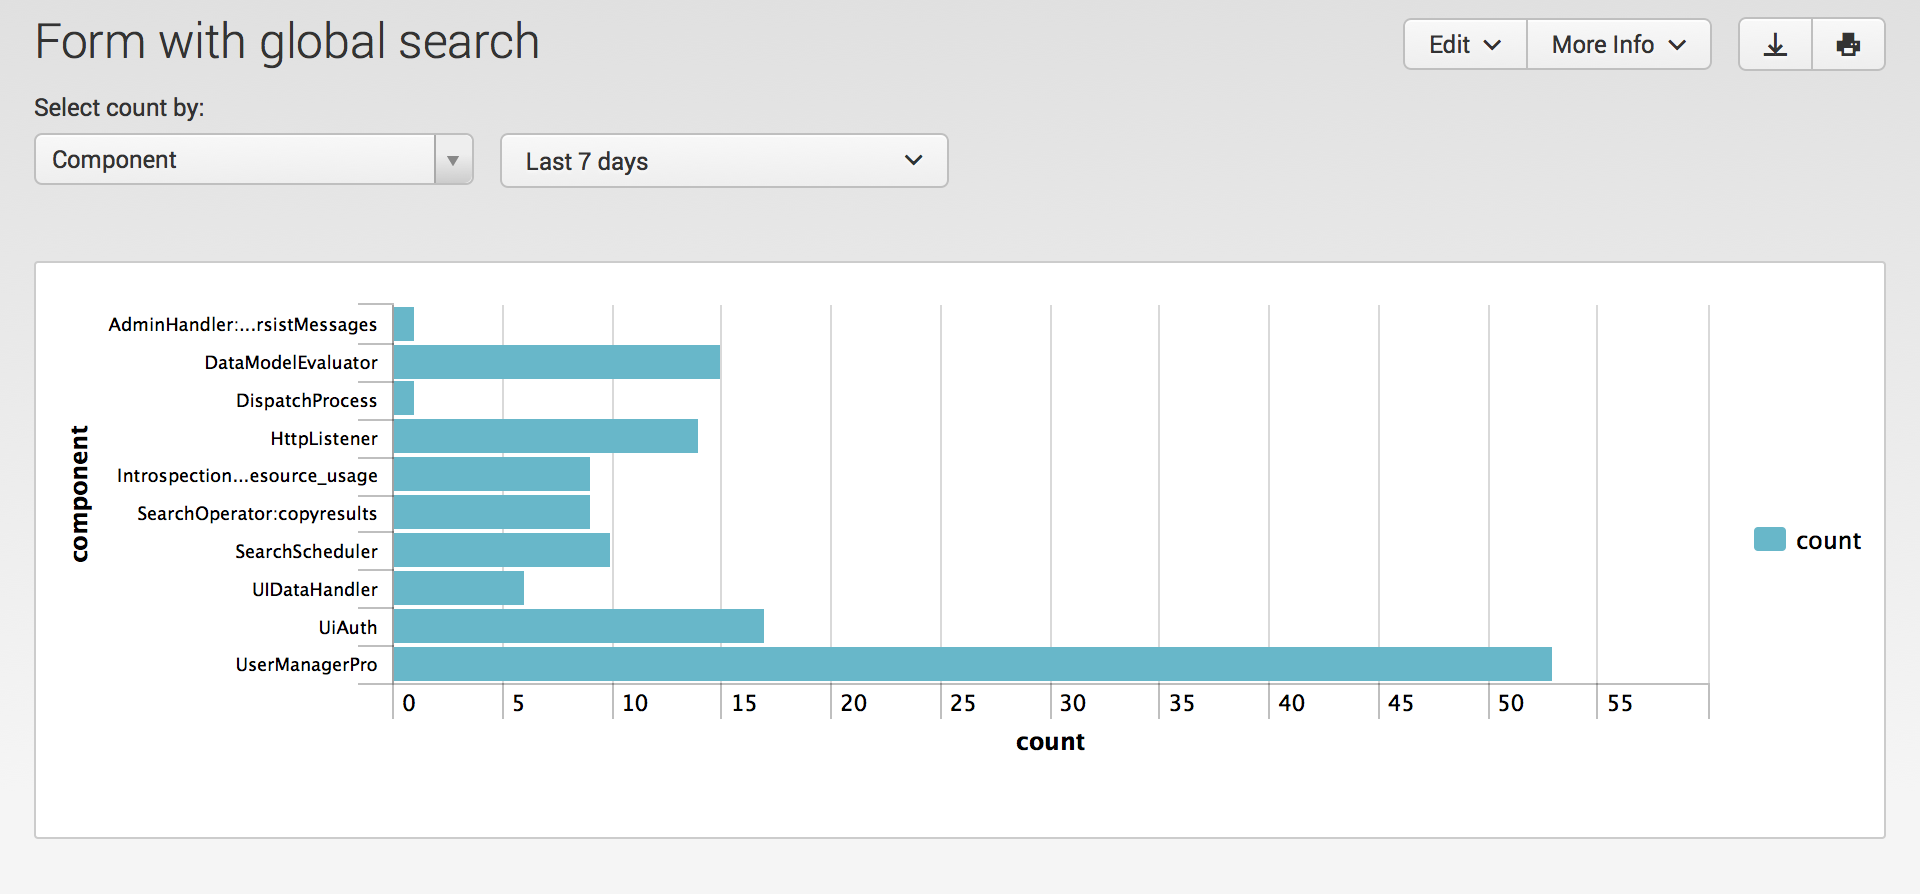 Form with global search
Edit
More Info
Select count by:
Component
Last 7 days
AdminHandler:...rsistMessages
DataModelEvaluator
DispatchProcess
HttpListener
Introspection...esource_usage
SearchOperator:copyresults
SearchScheduler
UIDataHandler
UiAuth
UserManagerPro
component
0 5 10 15 20 25 30 35 40 45 50 55
count
count